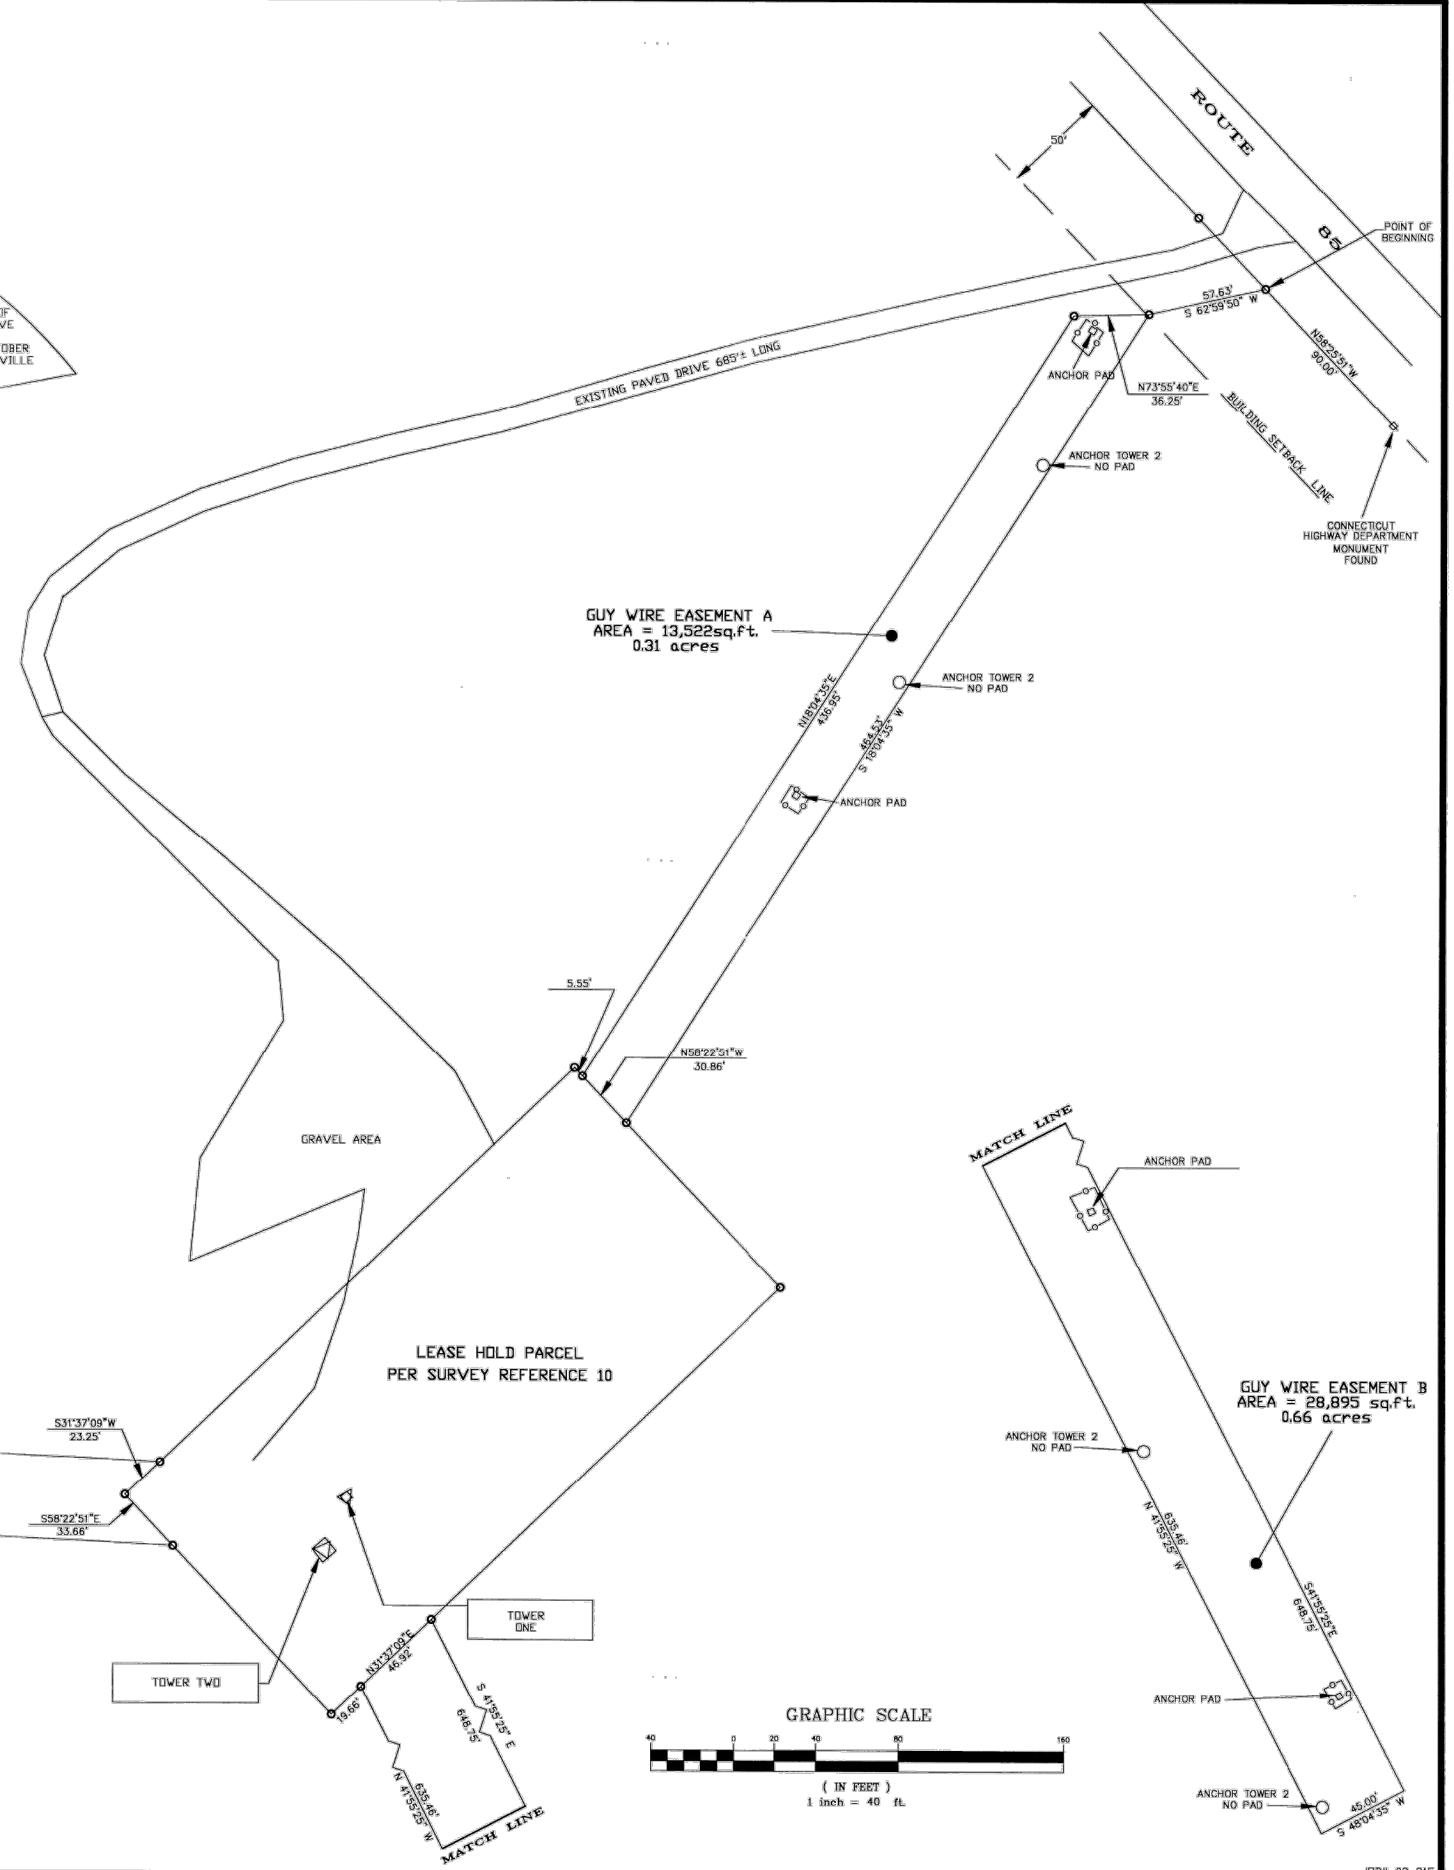 ROUTE
85
50'
POINT OF
BEGINNING
57.63'
S 62°59'50" W
N58°25'51"W
90.00'
VE
OBER
VILLE
EXISTING PAVED DRIVE 685'± LONG
ANCHOR PAD
N73°55'40"E
36.25'
BUILDING SETBACK LINE
ANCHOR TOWER 2
NO PAD
CONNECTICUT
HIGHWAY DEPARTMENT
MONUMENT
FOUND
GUY WIRE EASEMENT A
AREA = 13,522sq.ft.
0.31 acres
ANCHOR TOWER 2
NO PAD
N18°04'35"E
436.95'
464.53'
S 18°04'35" W
ANCHOR PAD
5.55'
N58°22'51"W
30.86'
GRAVEL AREA
MATCH LINE
ANCHOR PAD
LEASE HOLD PARCEL
PER SURVEY REFERENCE 10
GUY WIRE EASEMENT B
AREA = 28,895 sq.ft.
0.66 acres
S31°37'09"W
23.25'
ANCHOR TOWER 2
NO PAD
S58°22'51"E
33.66'
635.46'
N 41°55'25" W
S41°55'25"E
648.75'
TOWER
ONE
TOWER TWO
N31°37'09"E
46.92'
19.66'
S 41°55'25" E
648.75'
635.46'
N 41°55'25" W
MATCH LINE
ANCHOR PAD
GRAPHIC SCALE
40 0 20 40 80 160
( IN FEET )
1 inch = 40 ft.
ANCHOR TOWER 2
NO PAD
45.00'
S 48°04'35" W